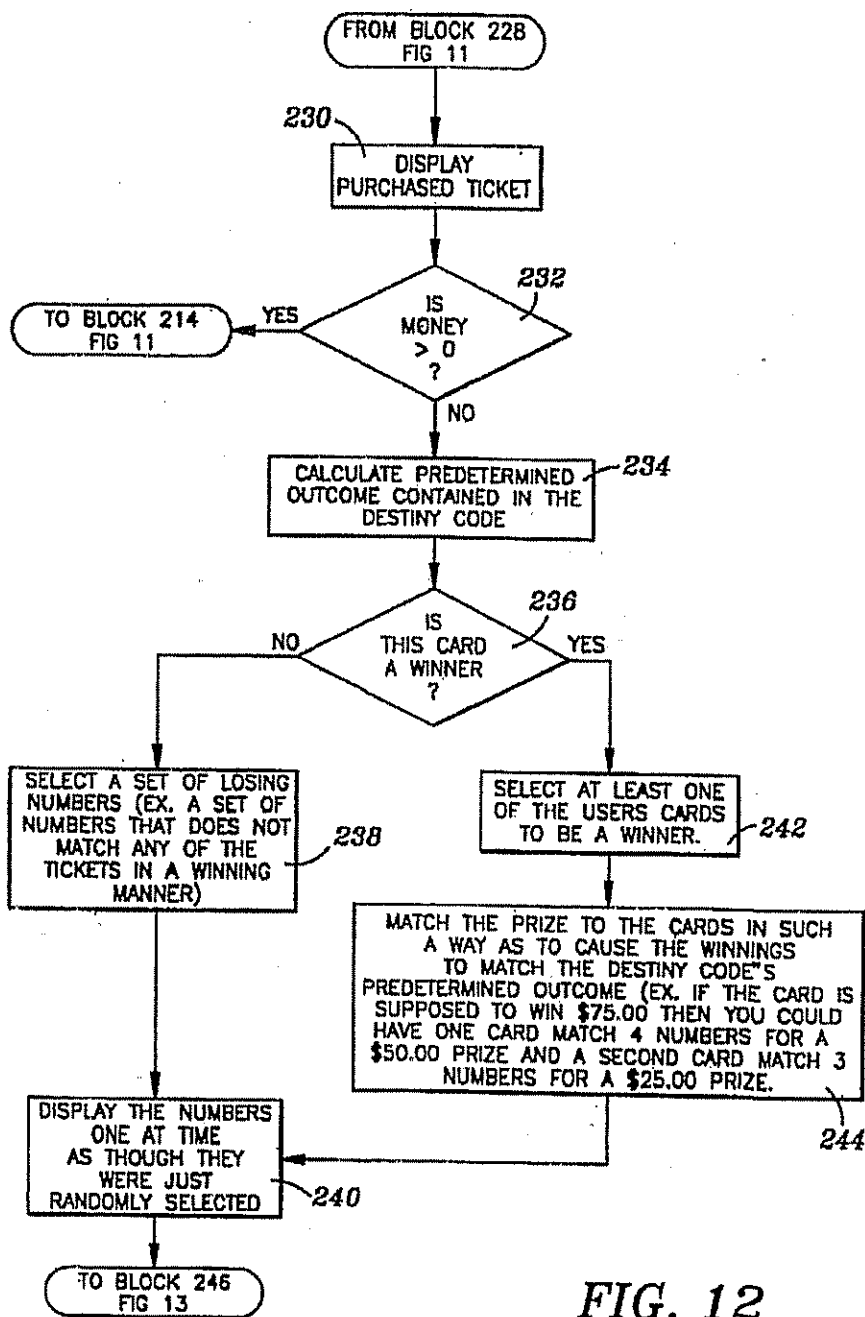 FROM BLOCK 228
FIG 11
230
DISPLAY
PURCHASED TICKET
232
IS
MONEY
> 0
?
YES
TO BLOCK 214
FIG 11
NO
CALCULATE PREDETERMINED
OUTCOME CONTAINED IN THE
DESTINY CODE
234
IS
THIS CARD
A WINNER
?
236
NO
YES
SELECT A SET OF LOSING
NUMBERS (EX. A SET OF
NUMBERS THAT DOES NOT
MATCH ANY OF THE
TICKETS IN A WINNING
MANNER)
238
SELECT AT LEAST ONE
OF THE USERS CARDS
TO BE A WINNER.
242
MATCH THE PRIZE TO THE CARDS IN SUCH
A WAY AS TO CAUSE THE WINNINGS
TO MATCH THE DESTINY CODE"S
PREDETERMINED OUTCOME (EX. IF THE CARD IS
SUPPOSED TO WIN $75.00 THEN YOU COULD
HAVE ONE CARD MATCH 4 NUMBERS FOR A
$50.00 PRIZE AND A SECOND CARD MATCH 3
NUMBERS FOR A $25.00 PRIZE.
244
DISPLAY THE NUMBERS
ONE AT TIME
AS THOUGH THEY
WERE JUST
RANDOMLY SELECTED
240
TO BLOCK 246
FIG 13
FIG. 12